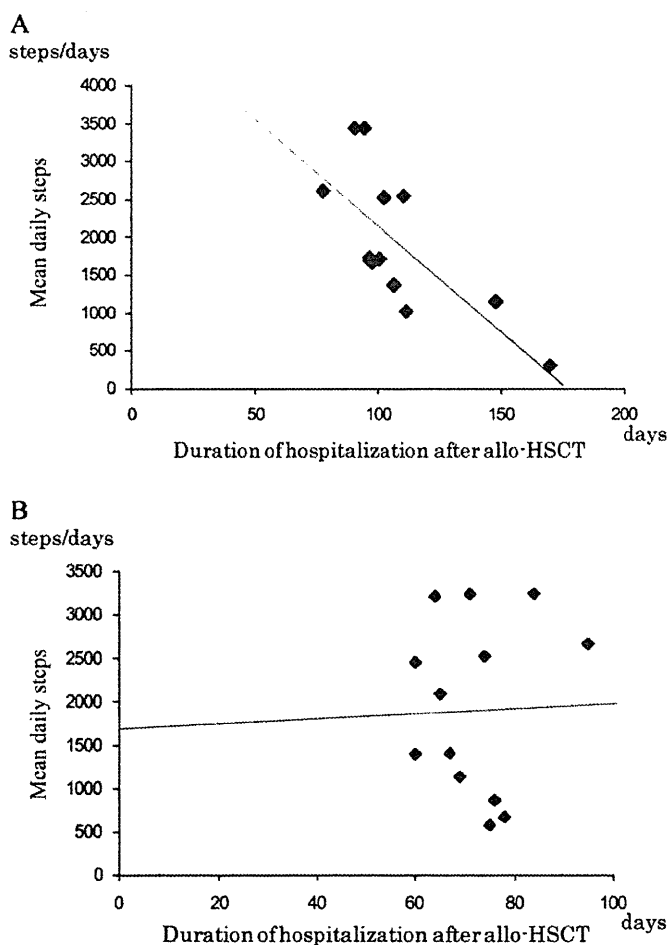 A
steps/days
4000
3500
3000
2500
2000
1500
1000
500
0
Mean daily steps
0 50 100 150 200
days
Duration of hospitalization after allo-HSCT
B
steps/days
3500
3000
2500
2000
1500
1000
500
0
Mean daily steps
0 20 40 60 80 100
days
Duration of hospitalization after allo-HSCT